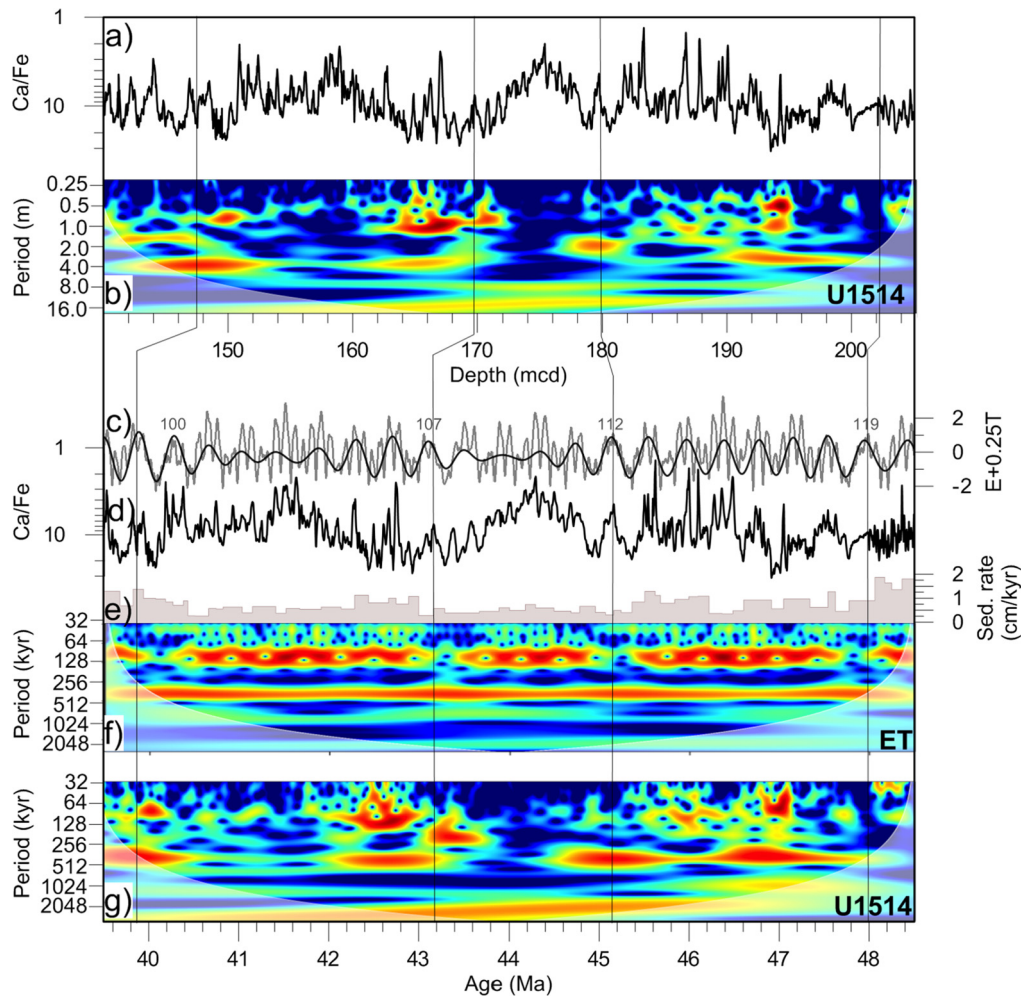 a)
Ca/Fe
1
10
b)
Period (m)
0.25
0.5
1.0
2.0
4.0
8.0
16.0
U1514
150 160 170 180 190 200
Depth (mcd)
c)
100 107 112 119
2
0
-2
E+0.25T
d)
Ca/Fe
1
10
e)
2
1
0
Sed. rate
(cm/kyr)
f)
Period (kyr)
32
64
128
256
512
1024
2048
ET
g)
Period (kyr)
32
64
128
256
512
1024
2048
U1514
40 41 42 43 44 45 46 47 48
Age (Ma)